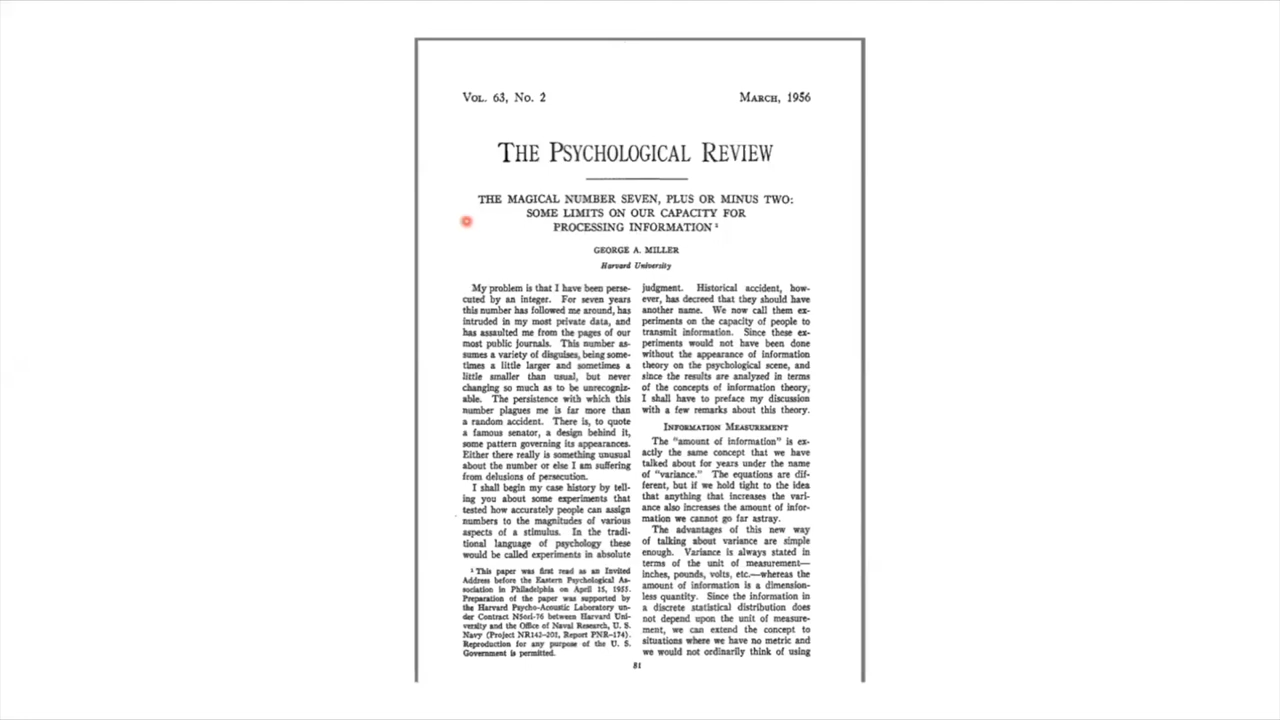 VOL. 63, NO. 2
MARCH, 1956
THE PSYCHOLOGICAL REVIEW
THE MAGICAL NUMBER SEVEN, PLUS OR MINUS TWO:
SOME LIMITS ON OUR CAPACITY FOR
PROCESSING INFORMATION ¹
GEORGE A. MILLER
Harvard University
My problem is that I have been perse-
cuted by an integer. For seven years
this number has followed me around, has
intruded in my most private data, and
has assaulted me from the pages of our
most public journals. This number as-
sumes a variety of disguises, being some-
times a little larger and sometimes a
little smaller than usual, but never
changing so much as to be unrecogniz-
able. The persistence with which this
number plagues me is far more than
a random accident. There is, to quote
a famous senator, a design behind it,
some pattern governing its appearances.
Either there really is something unusual
about the number or else I am suffering
from delusions of persecution.
I shall begin my case history by tell-
ing you about some experiments that
tested how accurately people can assign
numbers to the magnitudes of various
aspects of a stimulus. In the tradi-
tional language of psychology these
would be called experiments in absolute
¹ This paper was first read as an Invited
Address before the Eastern Psychological As-
sociation in Philadelphia on April 15, 1955.
Preparation of the paper was supported by
the Harvard Psycho-Acoustic Laboratory un-
der Contract N5ori-76 between Harvard Uni-
versity and the Office of Naval Research, U. S.
Navy (Project NR142-201, Report PNR-174).
Reproduction for any purpose of the U. S.
Government is permitted.
judgment. Historical accident, how-
ever, has decreed that they should have
another name. We now call them ex-
periments on the capacity of people to
transmit information. Since these ex-
periments would not have been done
without the appearance of information
theory on the psychological scene, and
since the results are analyzed in terms
of the concepts of information theory,
I shall have to preface my discussion
with a few remarks about this theory.
INFORMATION MEASUREMENT
The "amount of information" is ex-
actly the same concept that we have
talked about for years under the name
of "variance." The equations are dif-
ferent, but if we hold tight to the idea
that anything that increases the vari-
ance also increases the amount of infor-
mation we cannot go far astray.
The advantages of this new way
of talking about variance are simple
enough. Variance is always stated in
terms of the unit of measurement—
inches, pounds, volts, etc.—whereas the
amount of information is a dimension-
less quantity. Since the information in
a discrete statistical distribution does
not depend upon the unit of measure-
ment, we can extend the concept to
situations where we have no metric and
we would not ordinarily think of using
81